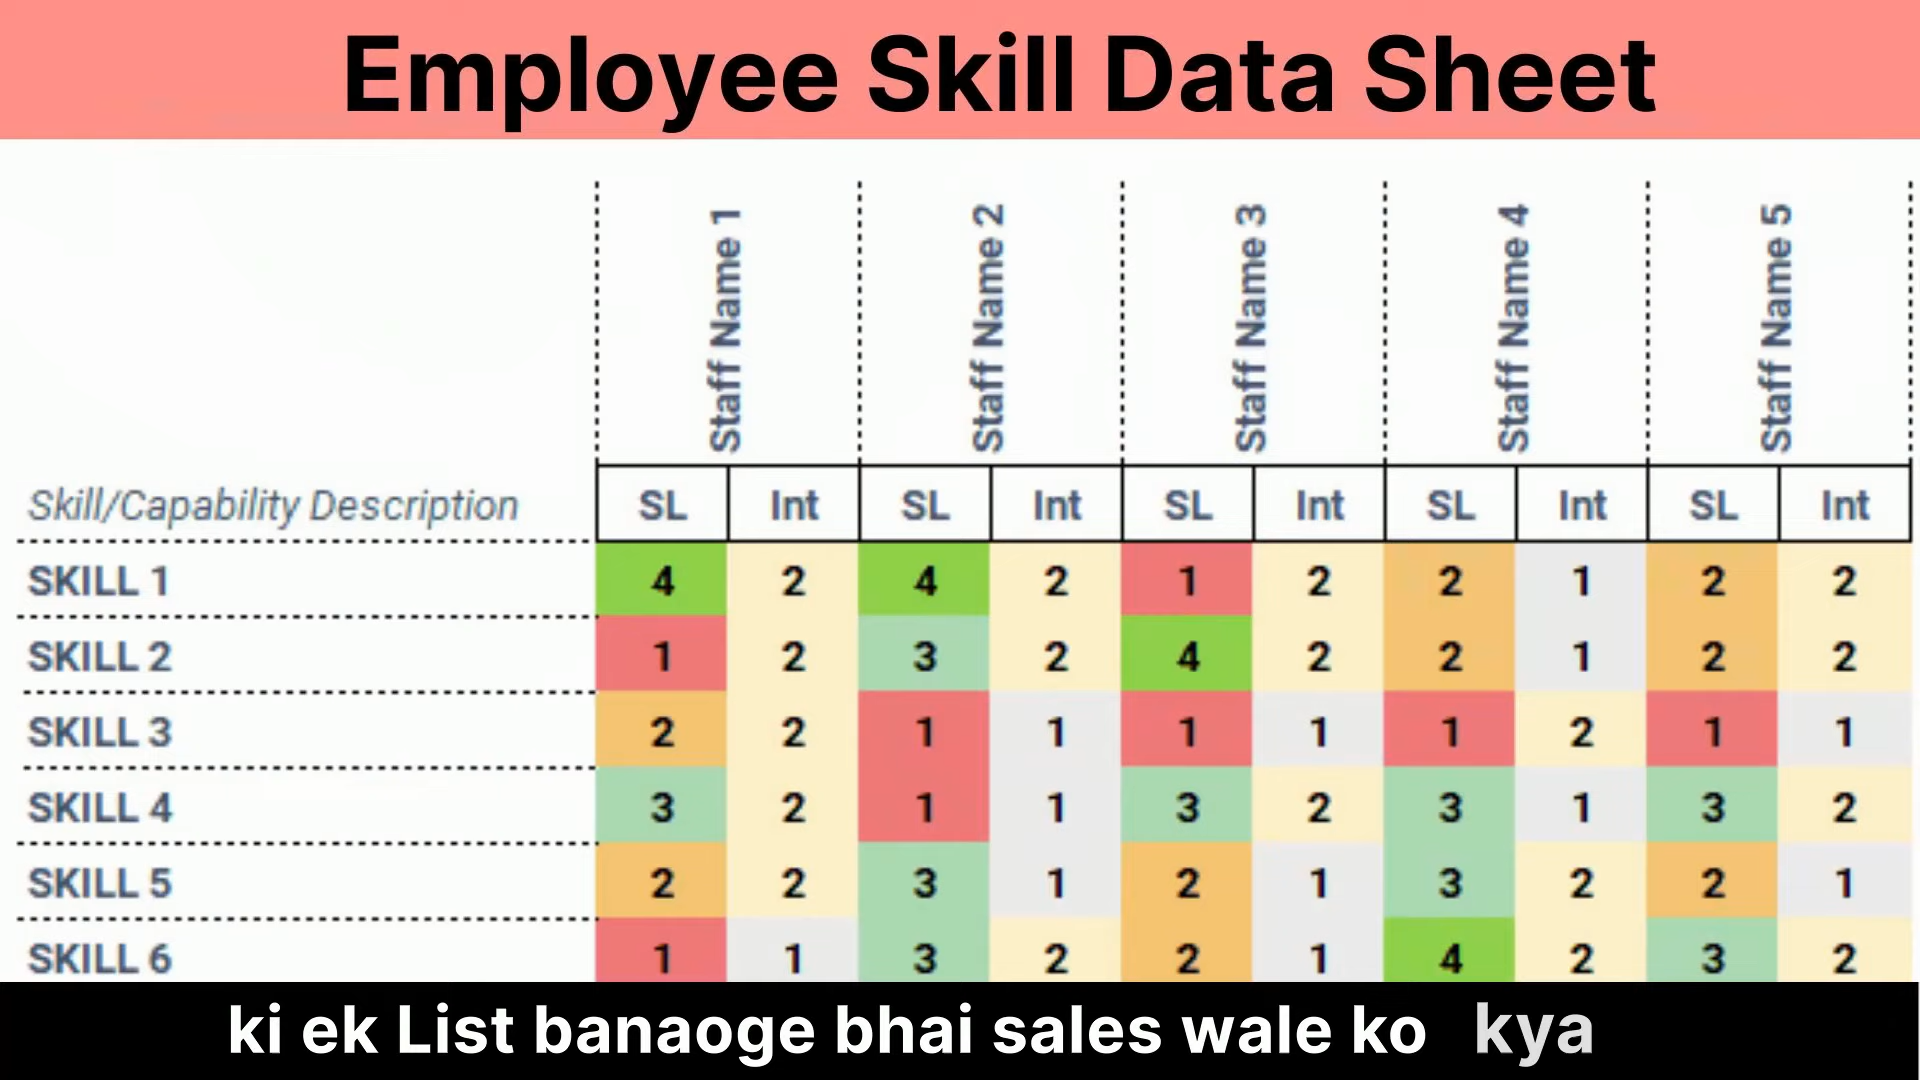 Employee Skill Data Sheet
Staff Name 1 Staff Name 2 Staff Name 3 Staff Name 4 Staff Name 5
Skill/Capability Description SL Int SL Int SL Int SL Int SL Int
SKILL 1 4 2 4 2 1 2 2 1 2 2
SKILL 2 1 2 3 2 4 2 2 1 2 2
SKILL 3 2 2 1 1 1 1 1 2 1 1
SKILL 4 3 2 1 1 3 2 3 1 3 2
SKILL 5 2 2 3 1 2 1 3 2 2 1
SKILL 6 1 1 3 2 2 1 4 2 3 2
ki ek List banaoge bhai sales wale ko kya